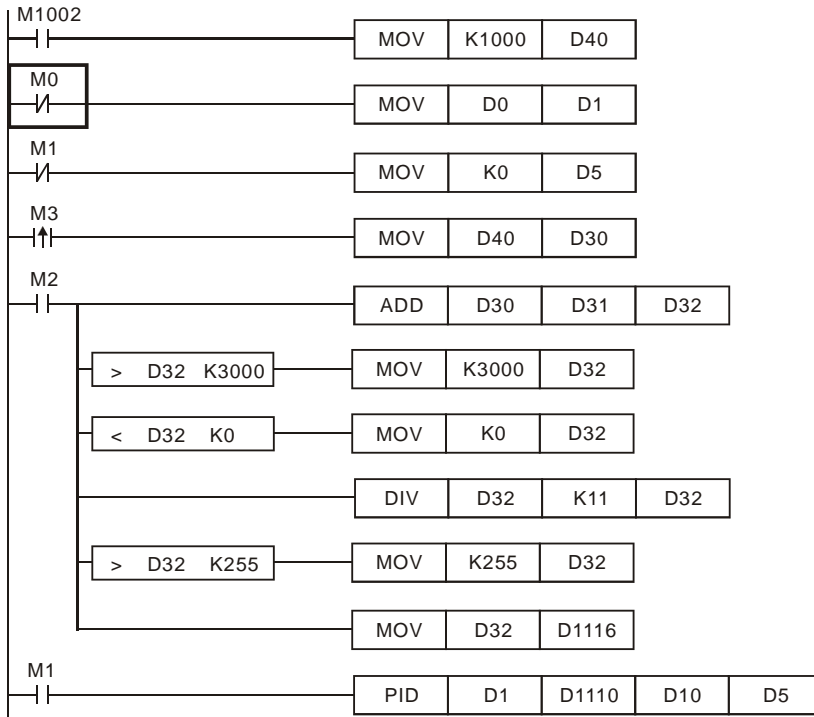 M1002
MOV K1000 D40
M0
MOV D0 D1
M1
MOV K0 D5
M3
MOV D40 D30
M2
ADD D30 D31 D32
> D32 K3000 MOV K3000 D32
< D32 K0 MOV K0 D32
DIV D32 K11 D32
> D32 K255 MOV K255 D32
MOV D32 D1116
M1
PID D1 D1110 D10 D5